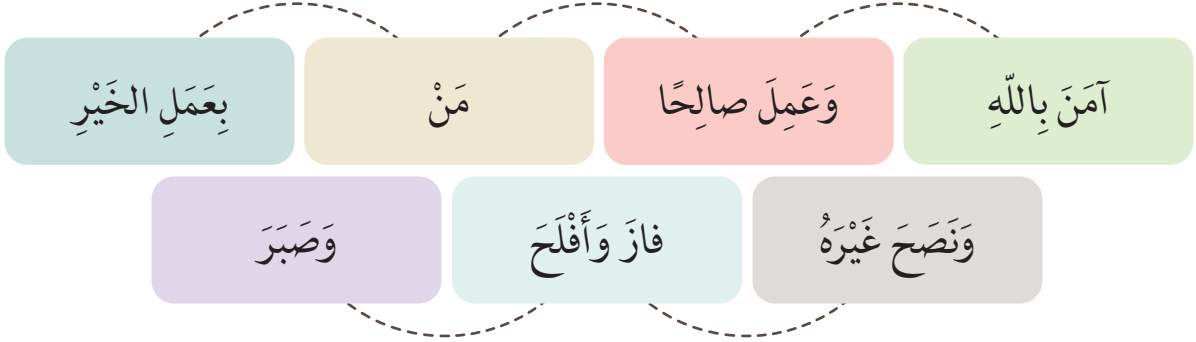 آمَنَ بِاللّهِ وَعَمِلَ صالِحًا مَنْ بِعَمَلِ الخَيْرِ
وَنَصَحَ غَيْرَهُ فازَ وَأَفْلَحَ وَصَبَرَ